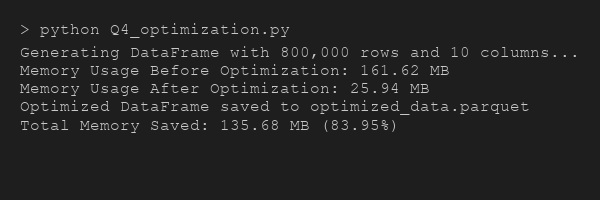 > python Q4_optimization.py
Generating DataFrame with 800,000 rows and 10 columns...
Memory Usage Before Optimization: 161.62 MB
Memory Usage After Optimization: 25.94 MB
Optimized DataFrame saved to optimized_data.parquet
Total Memory Saved: 135.68 MB (83.95%)